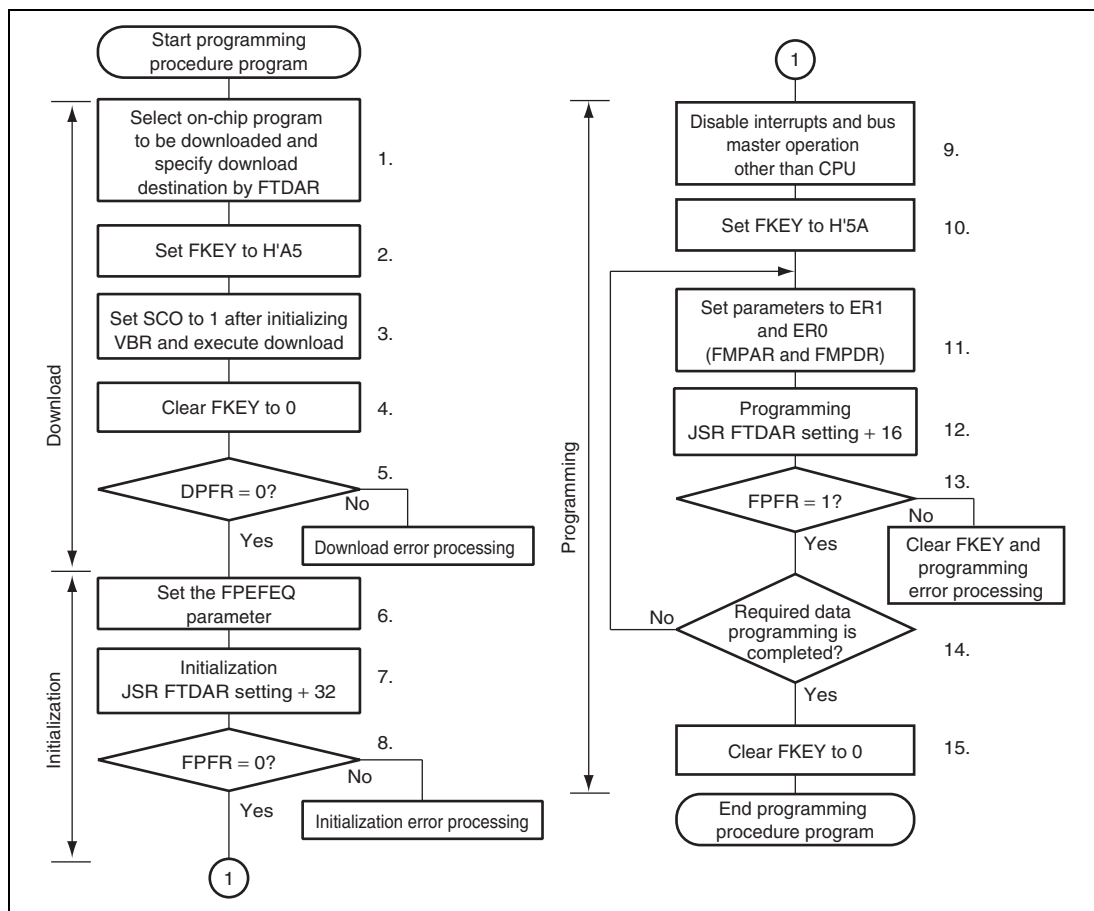 Start programming
procedure program
Download
Select on-chip program
to be downloaded and
specify download
destination by FTDAR
1.
Set FKEY to H'A5
2.
Set SCO to 1 after initializing
VBR and execute download
3.
Clear FKEY to 0
4.
DPFR = 0?
5.
No
Yes
Download error processing
Initialization
Set the FPEFEQ
parameter
6.
Initialization
JSR FTDAR setting + 32
7.
FPFR = 0?
8.
No
Yes
Initialization error processing
1
1
Programming
Disable interrupts and bus
master operation
other than CPU
9.
Set FKEY to H'5A
10.
Set parameters to ER1
and ER0
(FMPAR and FMPDR)
11.
Programming
JSR FTDAR setting + 16
12.
FPFR = 1?
13.
No
Yes
Clear FKEY and
programming
error processing
Required data
programming is
completed?
14.
No
Yes
Clear FKEY to 0
15.
End programming
procedure program